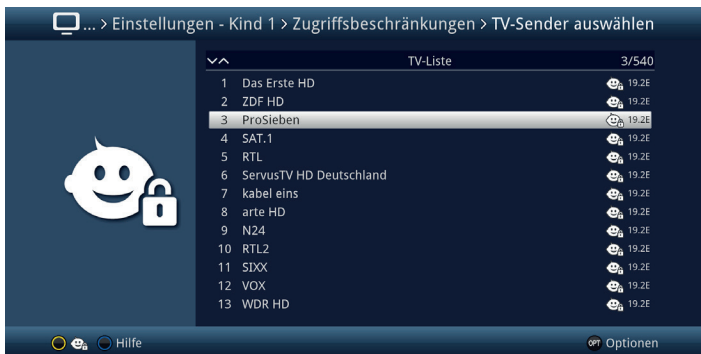 ... > Einstellungen - Kind 1 > Zugriffsbeschränkungen > TV-Sender auswählen
TV-Liste 3/540
1 Das Erste HD 19.2E
2 ZDF HD 19.2E
3 ProSieben 19.2E
4 SAT.1 19.2E
5 RTL 19.2E
6 ServusTV HD Deutschland 19.2E
7 kabel eins 19.2E
8 arte HD 19.2E
9 N24 19.2E
10 RTL2 19.2E
11 SIXX 19.2E
12 VOX 19.2E
13 WDR HD 19.2E
Hilfe OPT Optionen